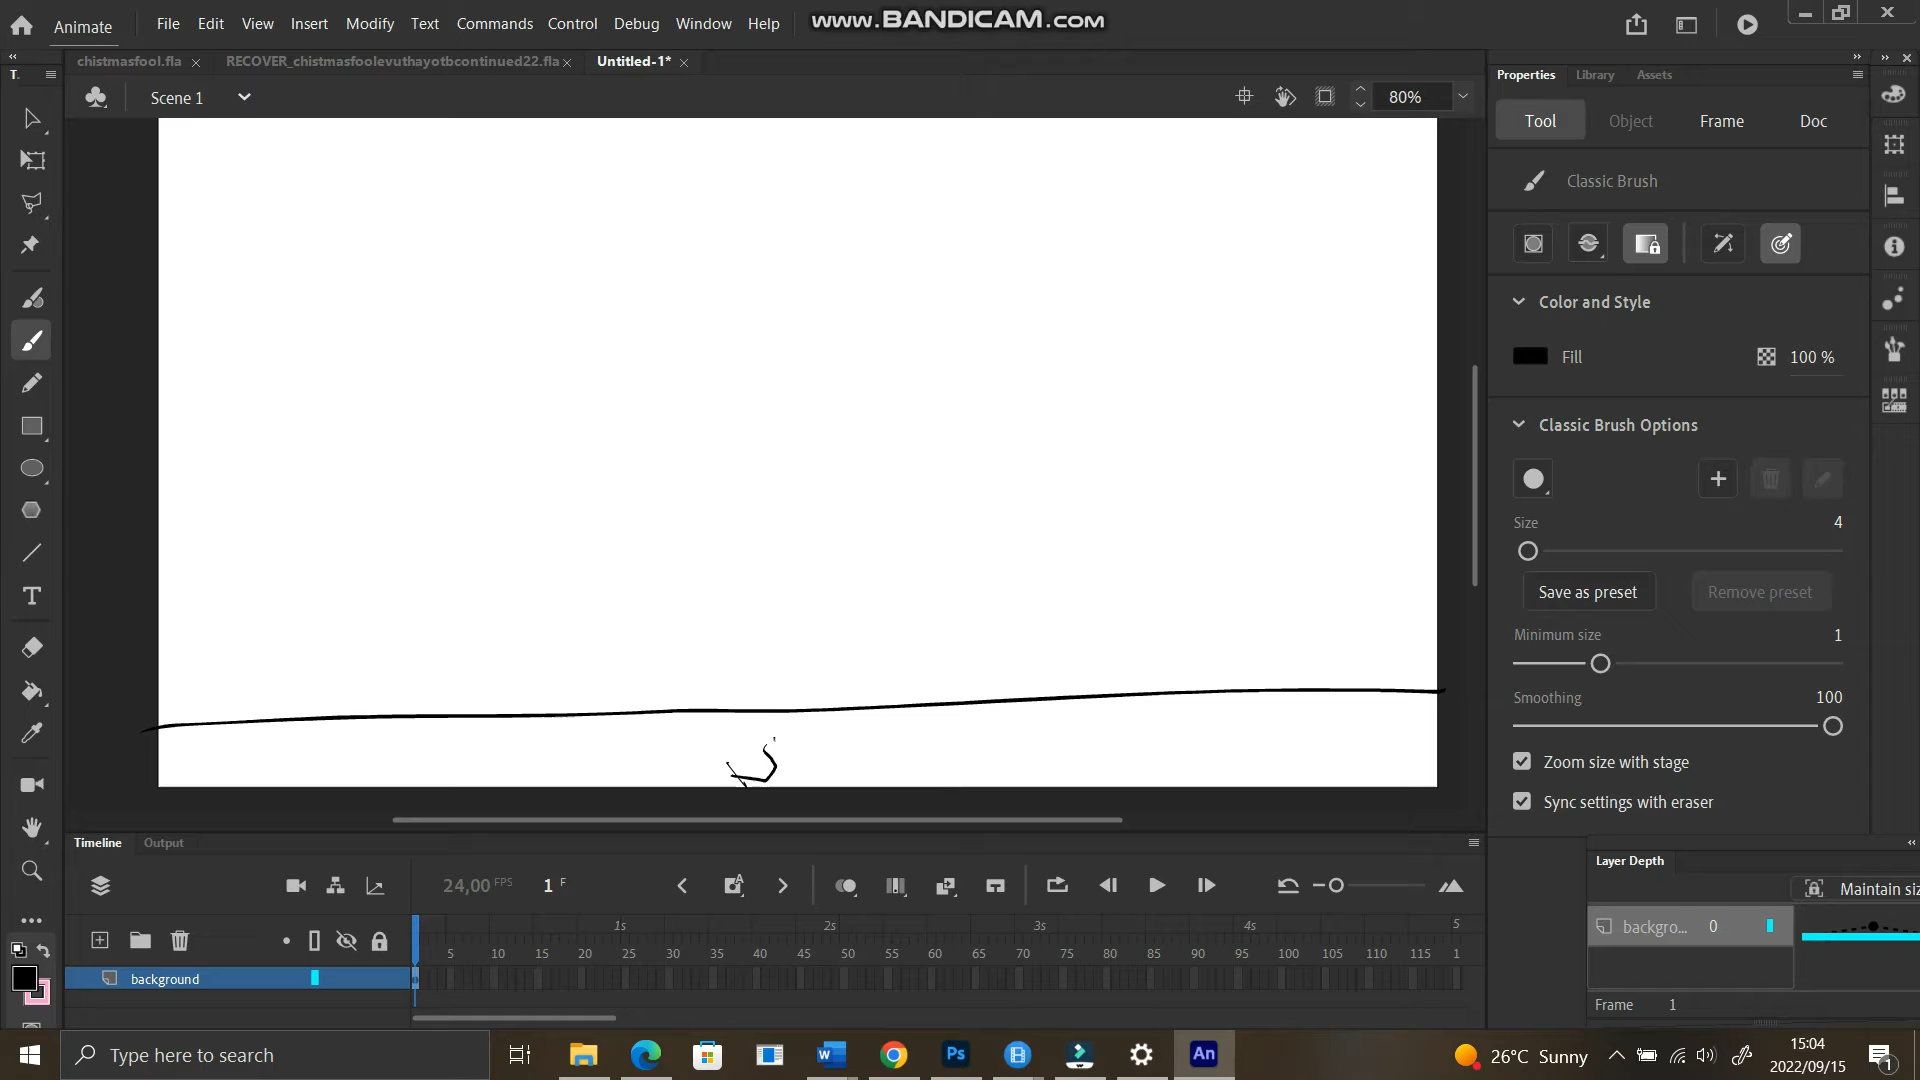 Animate
File Edit View Insert Modify Text Commands Control Debug Window Help
www.BANDICAM.com
chistmasfool.fla
RECOVER_chistmasfoolevuthayotbcontinued22.fla
Untitled-1*
T.
Scene 1
80%
Properties Library Assets
Tool Object Frame Doc
Classic Brush
Color and Style
Fill 100 %
Classic Brush Options
Size 4
Save as preset Remove preset
Minimum size 1
Smoothing 100
Zoom size with stage
Sync settings with eraser
Timeline Output
24,00 FPS 1 F
1s 2s 3s 4s 5
5 10 15 20 25 30 35 40 45 50 55 60 65 70 75 80 85 90 95 100 105 110 115 1
background
Layer Depth
Maintain siz
backgro... 0
Frame 1
Type here to search
W
Ps
An
26°C Sunny
15:04
2022/09/15
1